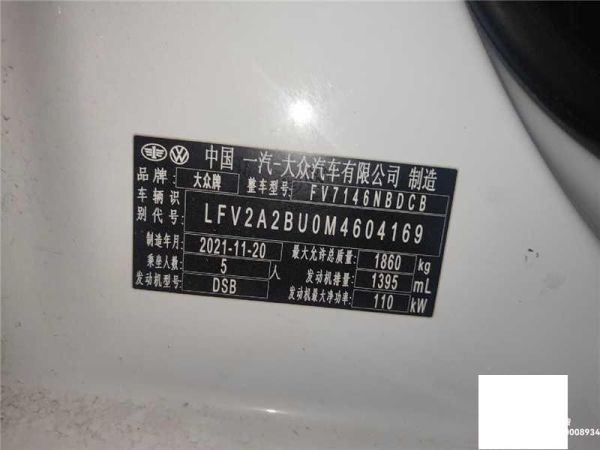 中国 一汽-大众汽车有限公司 制造
品牌: 大众牌 整车型号: FV7146NBDCB
车辆识别代号: LFV2A2BU0M4604169
制造年月: 2021-11-20 最大允许总质量: 1860 kg
乘坐人数: 5 人 发动机排量: 1395 mL
发动机型号: DSB 发动机最大净功率: 110 kW
0008934